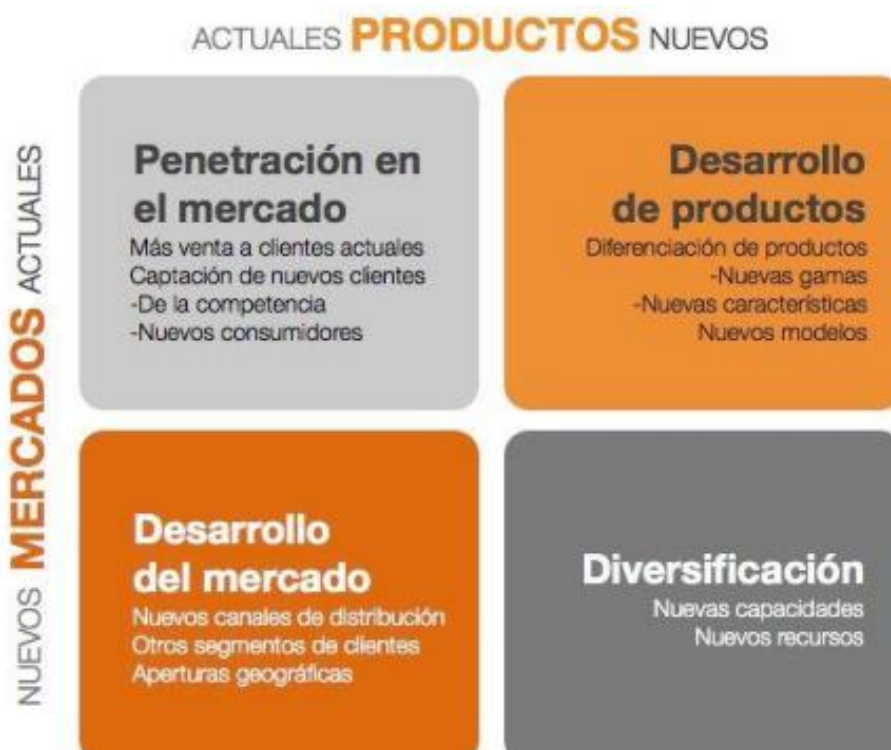 ACTUALES PRODUCTOS NUEVOS
NUEVOS MERCADOS ACTUALES
Penetración en
el mercado
Más venta a clientes actuales
Captación de nuevos clientes
-De la competencia
-Nuevos consumidores
Desarrollo
de productos
Diferenciación de productos
-Nuevas gamas
-Nuevas características
Nuevos modelos
Desarrollo
del mercado
Nuevos canales de distribución
Otros segmentos de clientes
Aperturas geográficas
Diversificación
Nuevas capacidades
Nuevos recursos